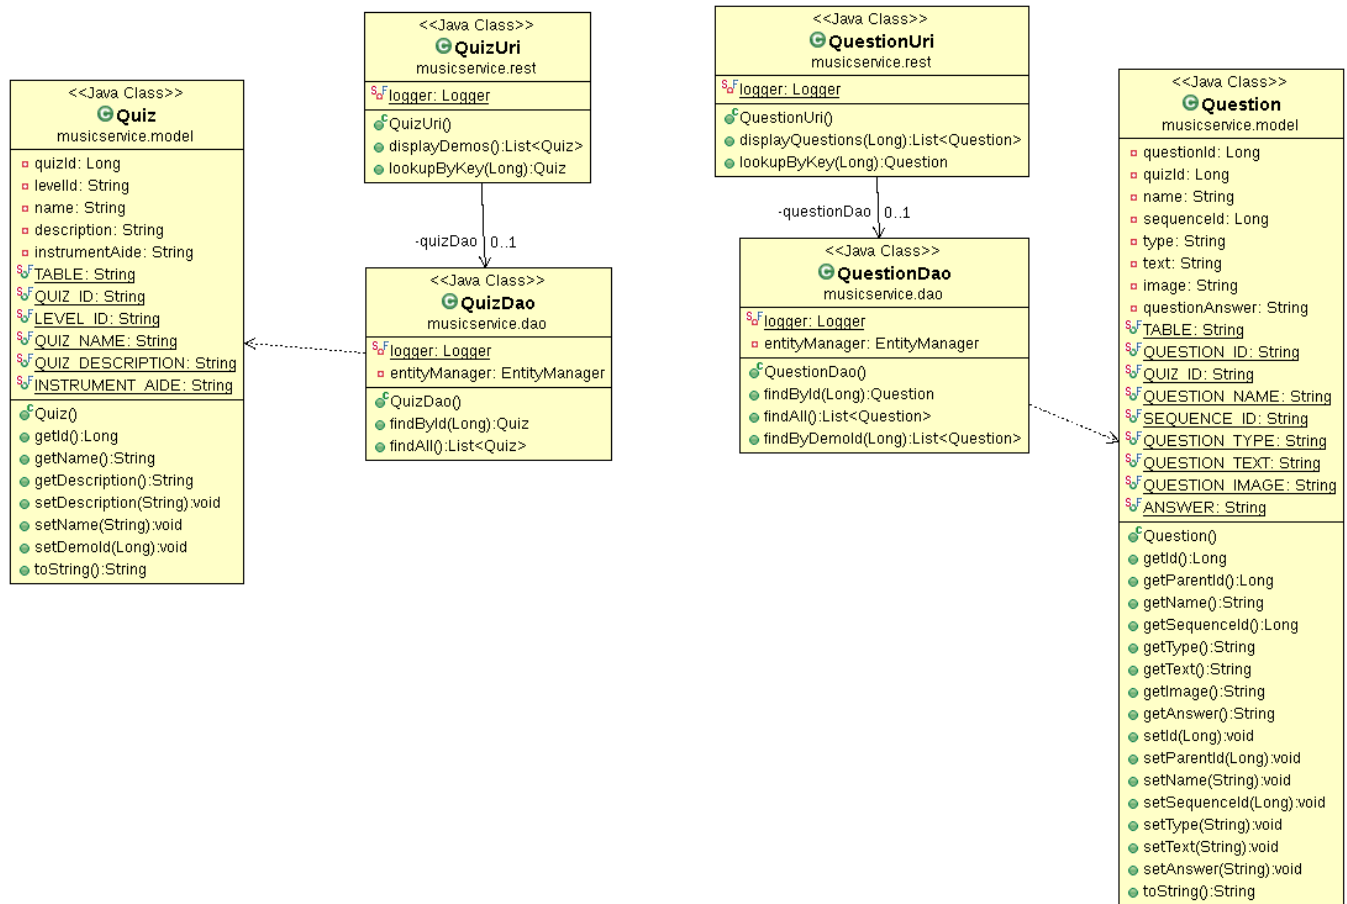 <<Java Class>>
Quiz
musicservice.model
quizId: Long
levelId: String
name: String
description: String
instrumentAide: String
TABLE: String
QUIZ_ID: String
LEVEL_ID: String
QUIZ_NAME: String
QUIZ_DESCRIPTION: String
INSTRUMENT_AIDE: String
Quiz()
getId():Long
getName():String
getDescription():String
setDescription(String):void
setName(String):void
setDemoId(Long):void
toString():String
<<Java Class>>
QuizUri
musicservice.rest
logger: Logger
QuizUri()
displayDemos():List<Quiz>
lookupByKey(Long):Quiz
-quizDao 0..1
<<Java Class>>
QuizDao
musicservice.dao
logger: Logger
entityManager: EntityManager
QuizDao()
findById(Long):Quiz
findAll():List<Quiz>
<<Java Class>>
QuestionUri
musicservice.rest
logger: Logger
QuestionUri()
displayQuestions(Long):List<Question>
lookupByKey(Long):Question
-questionDao 0..1
<<Java Class>>
QuestionDao
musicservice.dao
logger: Logger
entityManager: EntityManager
QuestionDao()
findById(Long):Question
findAll():List<Question>
findByDemoId(Long):List<Question>
<<Java Class>>
Question
musicservice.model
questionId: Long
quizId: Long
name: String
sequenceId: Long
type: String
text: String
image: String
questionAnswer: String
TABLE: String
QUESTION_ID: String
QUIZ_ID: String
QUESTION_NAME: String
SEQUENCE_ID: String
QUESTION_TYPE: String
QUESTION_TEXT: String
QUESTION_IMAGE: String
ANSWER: String
Question()
getId():Long
getParentId():Long
getName():String
getSequenceId():Long
getType():String
getText():String
getImage():String
getAnswer():String
setId(Long):void
setParentId(Long):void
setName(String):void
setSequenceId(Long):void
setType(String):void
setText(String):void
setAnswer(String):void
toString():String